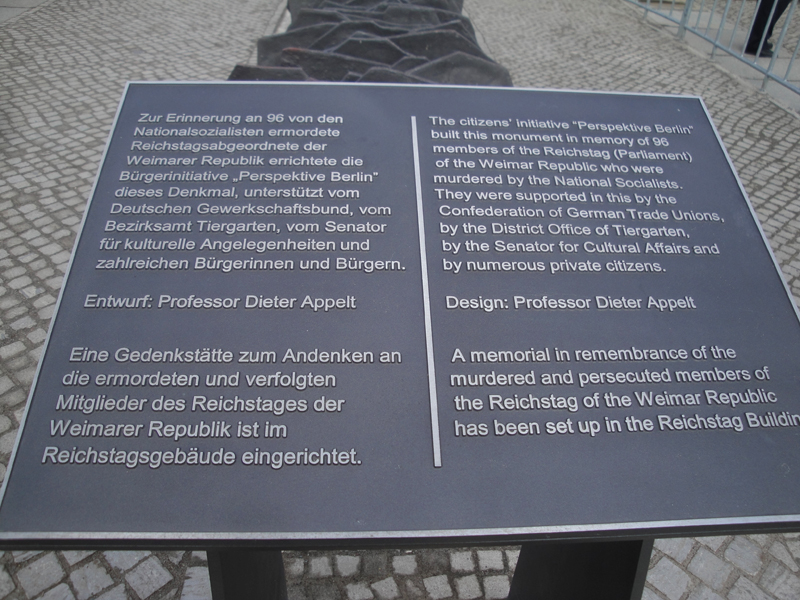 Zur Erinnerung an 96 von den
Nationalsozialisten ermordete
Reichstagsabgeordnete der
Weimarer Republik errichtete die
Bürgerinitiative „Perspektive Berlin"
dieses Denkmal, unterstützt vom
Deutschen Gewerkschaftsbund, vom
Bezirksamt Tiergarten, vom Senator
für kulturelle Angelegenheiten und
zahlreichen Bürgerinnen und Bürgern.
Entwurf: Professor Dieter Appelt
Eine Gedenkstätte zum Andenken an
die ermordeten und verfolgten
Mitglieder des Reichstages der
Weimarer Republik ist im
Reichstagsgebäude eingerichtet.
The citizens' initiative "Perspektive Berlin"
built this monument in memory of 96
members of the Reichstag (Parliament)
of the Weimar Republic who were
murdered by the National Socialists.
They were supported in this by the
Confederation of German Trade Unions,
by the District Office of Tiergarten,
by the Senator for Cultural Affairs and
by numerous private citizens.
Design: Professor Dieter Appelt
A memorial in remembrance of the
murdered and persecuted members of
the Reichstag of the Weimar Republic
has been set up in the Reichstag Buildin